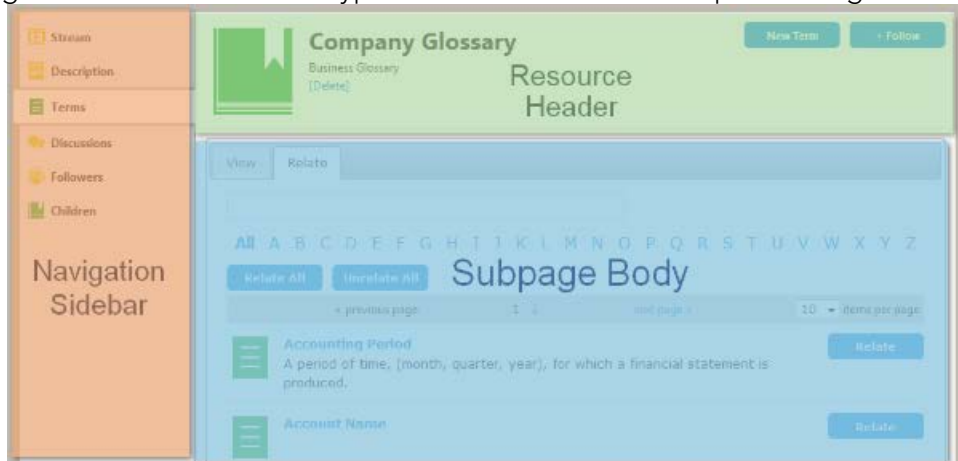 Stream
Description
Terms
Discussions
Followers
Children
Navigation
Sidebar
Company Glossary
Business Glossary
[Delete]
New Term
+ Follow
Resource
Header
View
Relate
All A B C D E F G H I J K L M N O P Q R S T U V W X Y Z
Relate All
Unrelate All
Subpage Body
« previous page
1 2
next page »
10
items per page
Accounting Period
A period of time, (month, quarter, year), for which a financial statement is
produced.
Relate
Account Name
Relate